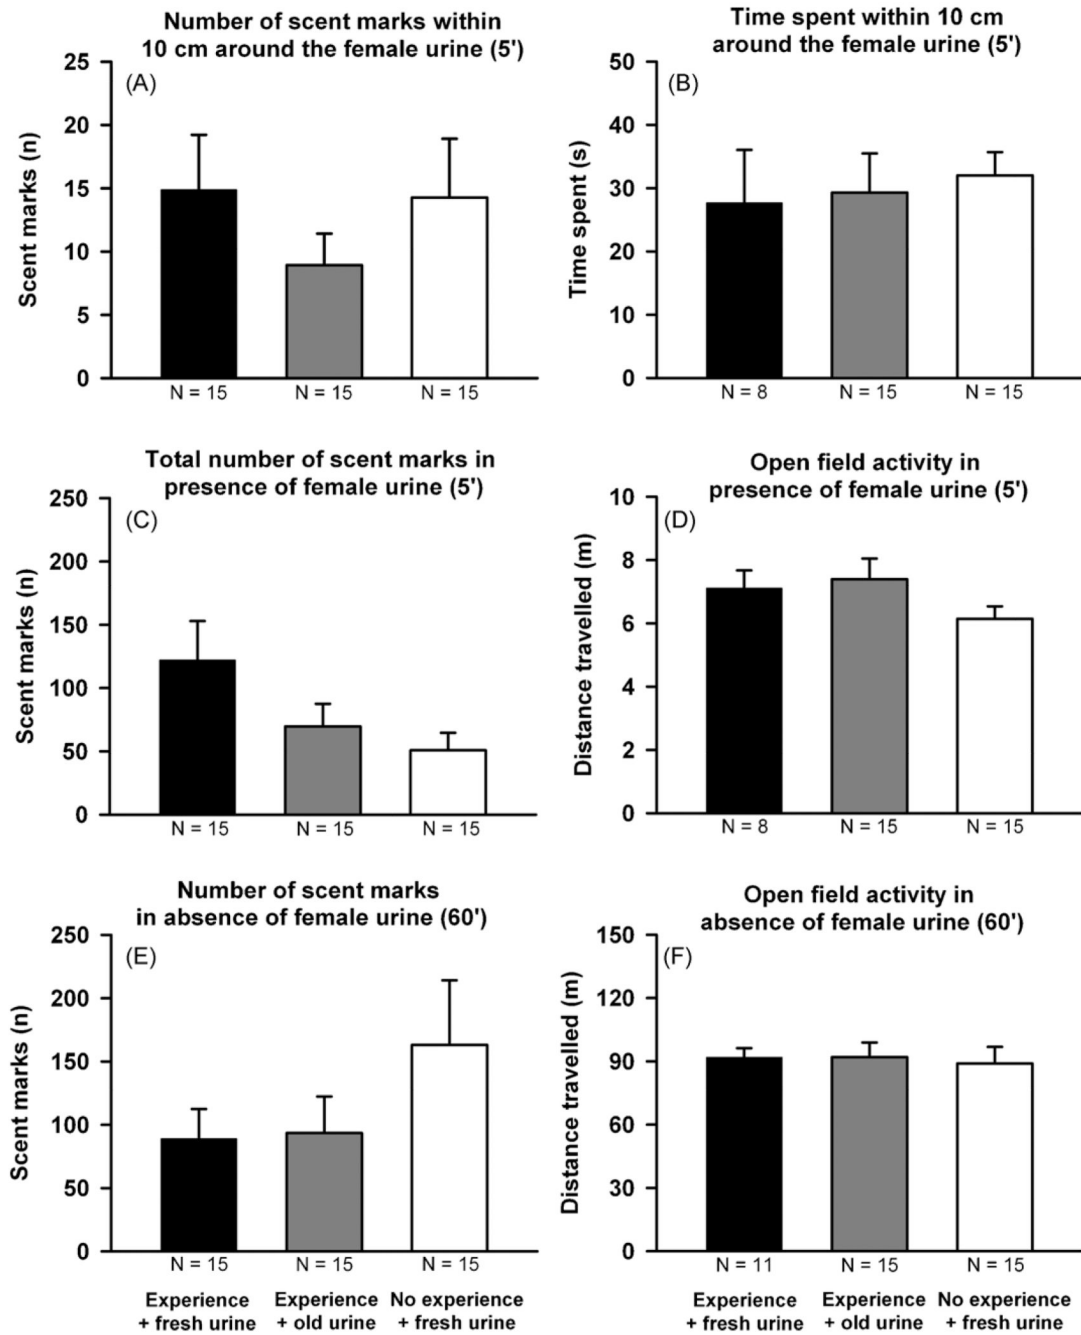 Number of scent marks within
10 cm around the female urine (5')
25
(A)
20
15
10
5
0
Scent marks (n)
N = 15
N = 15
N = 15
Time spent within 10 cm
around the female urine (5')
50
(B)
40
30
20
10
0
Time spent (s)
N = 8
N = 15
N = 15
Total number of scent marks in
presence of female urine (5')
250
(C)
200
150
100
50
0
Scent marks (n)
N = 15
N = 15
N = 15
Open field activity in
presence of female urine (5')
10
(D)
8
6
4
2
0
Distance travelled (m)
N = 8
N = 15
N = 15
Number of scent marks
in absence of female urine (60')
250
(E)
200
150
100
50
0
Scent marks (n)
N = 15
N = 15
N = 15
Experience
+ fresh urine
Experience
+ old urine
No experience
+ fresh urine
Open field activity in
absence of female urine (60')
150
(F)
120
90
60
30
0
Distance travelled (m)
N = 11
N = 15
N = 15
Experience
+ fresh urine
Experience
+ old urine
No experience
+ fresh urine